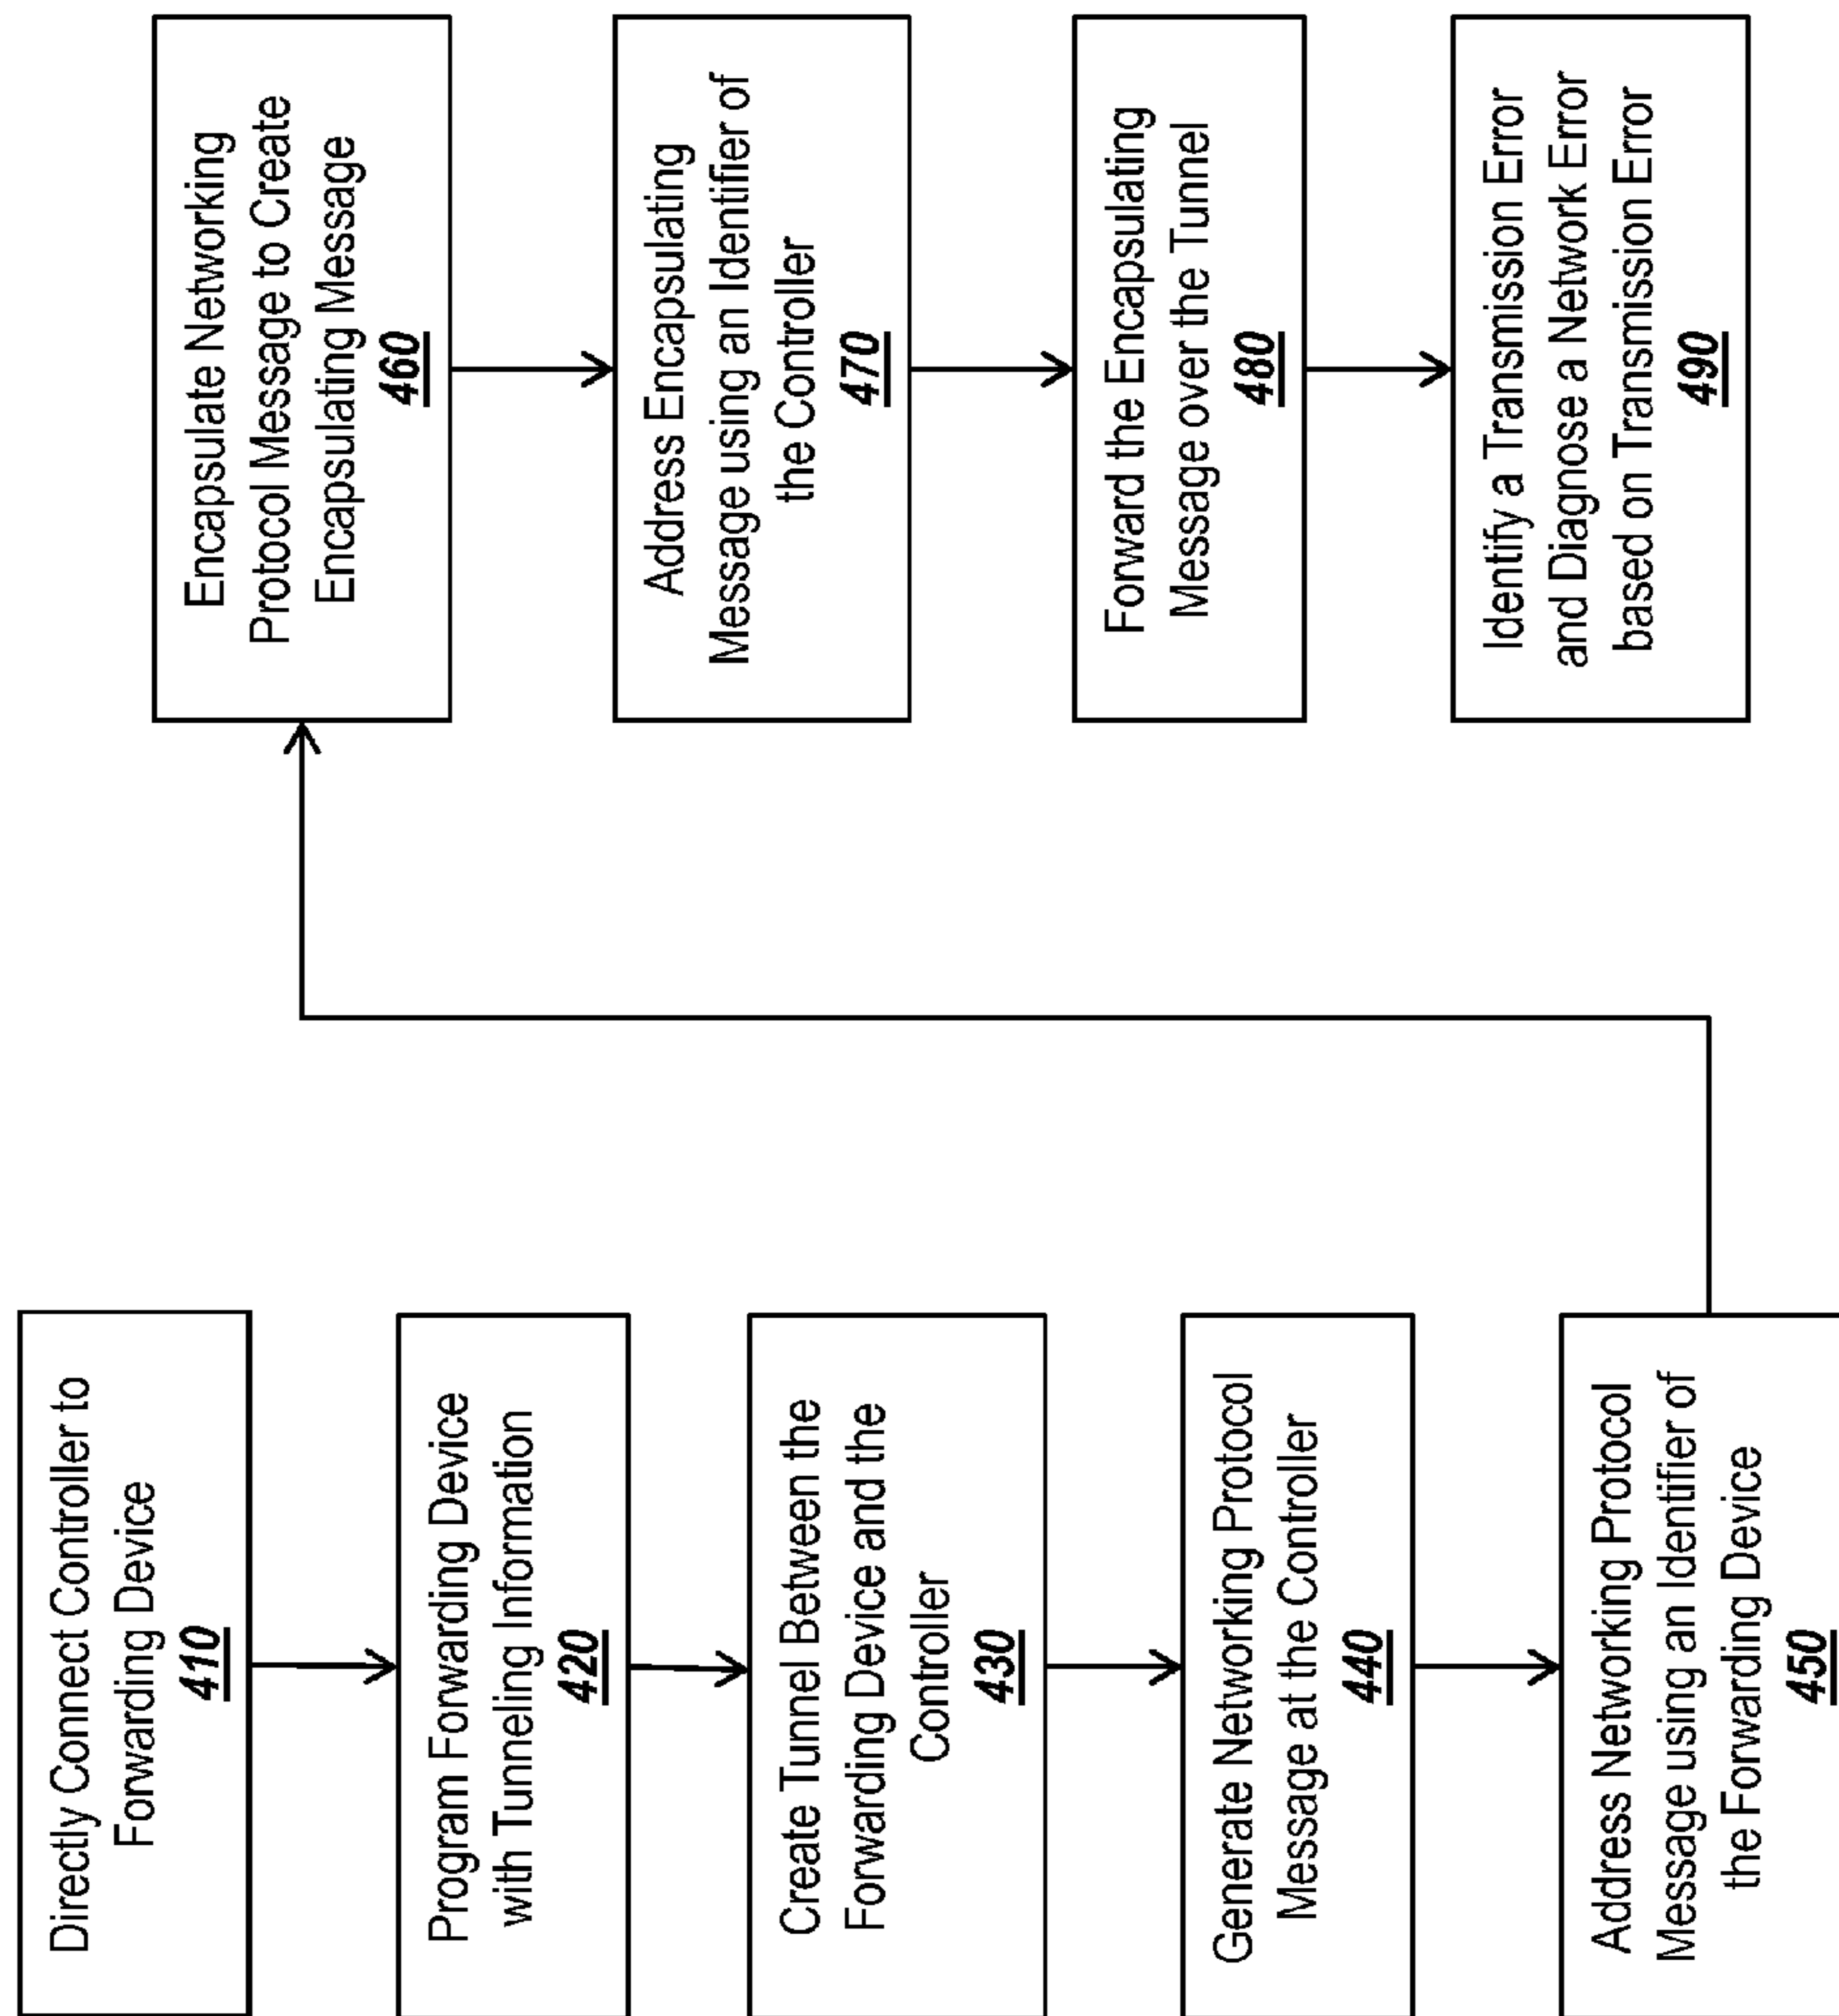 Directly Connect Controller to
Forwarding Device
410
Program Forwarding Device
with Tunneling Information
420
Create Tunnel Between the
Forwarding Device and the
Controller
430
Generate Networking Protocol
Message at the Controller
440
Address Networking Protocol
Message using an Identifier of
the Forwarding Device
450
Encapsulate Networking
Protocol Message to Create
Encapsulating Message
460
Address Encapsulating
Message using an Identifier of
the Controller
470
Forward the Encapsulating
Message over the Tunnel
480
Identify a Transmission Error
and Diagnose a Network Error
based on Transmission Error
490